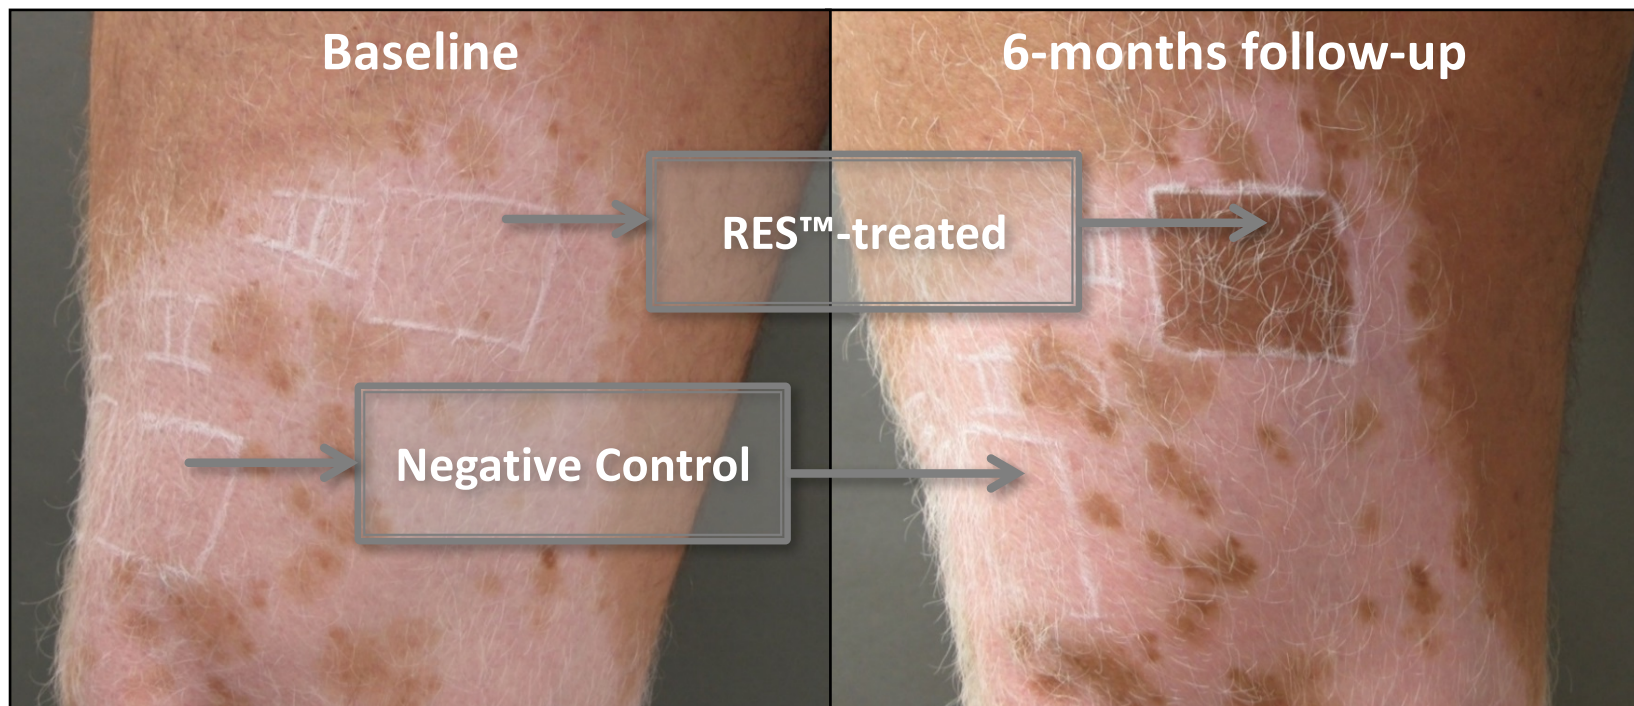 Baseline
6-months follow-up
RES™-treated
Negative Control